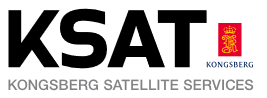 KSAT
KONGSBERG
KONGSBERG SATELLITE SERVICES